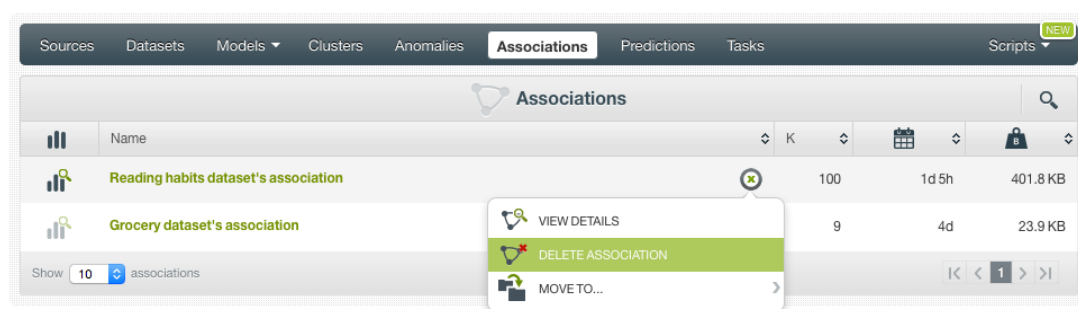 NEW
Sources Datasets Models Clusters Anomalies Associations Predictions Tasks Scripts
Associations
Name K B
Reading habits dataset's association 100 1d 5h 401.8 KB
VIEW DETAILS
Grocery dataset's association 9 4d 23.9 KB
DELETE ASSOCIATION
Show 10 associations 1
MOVE TO...